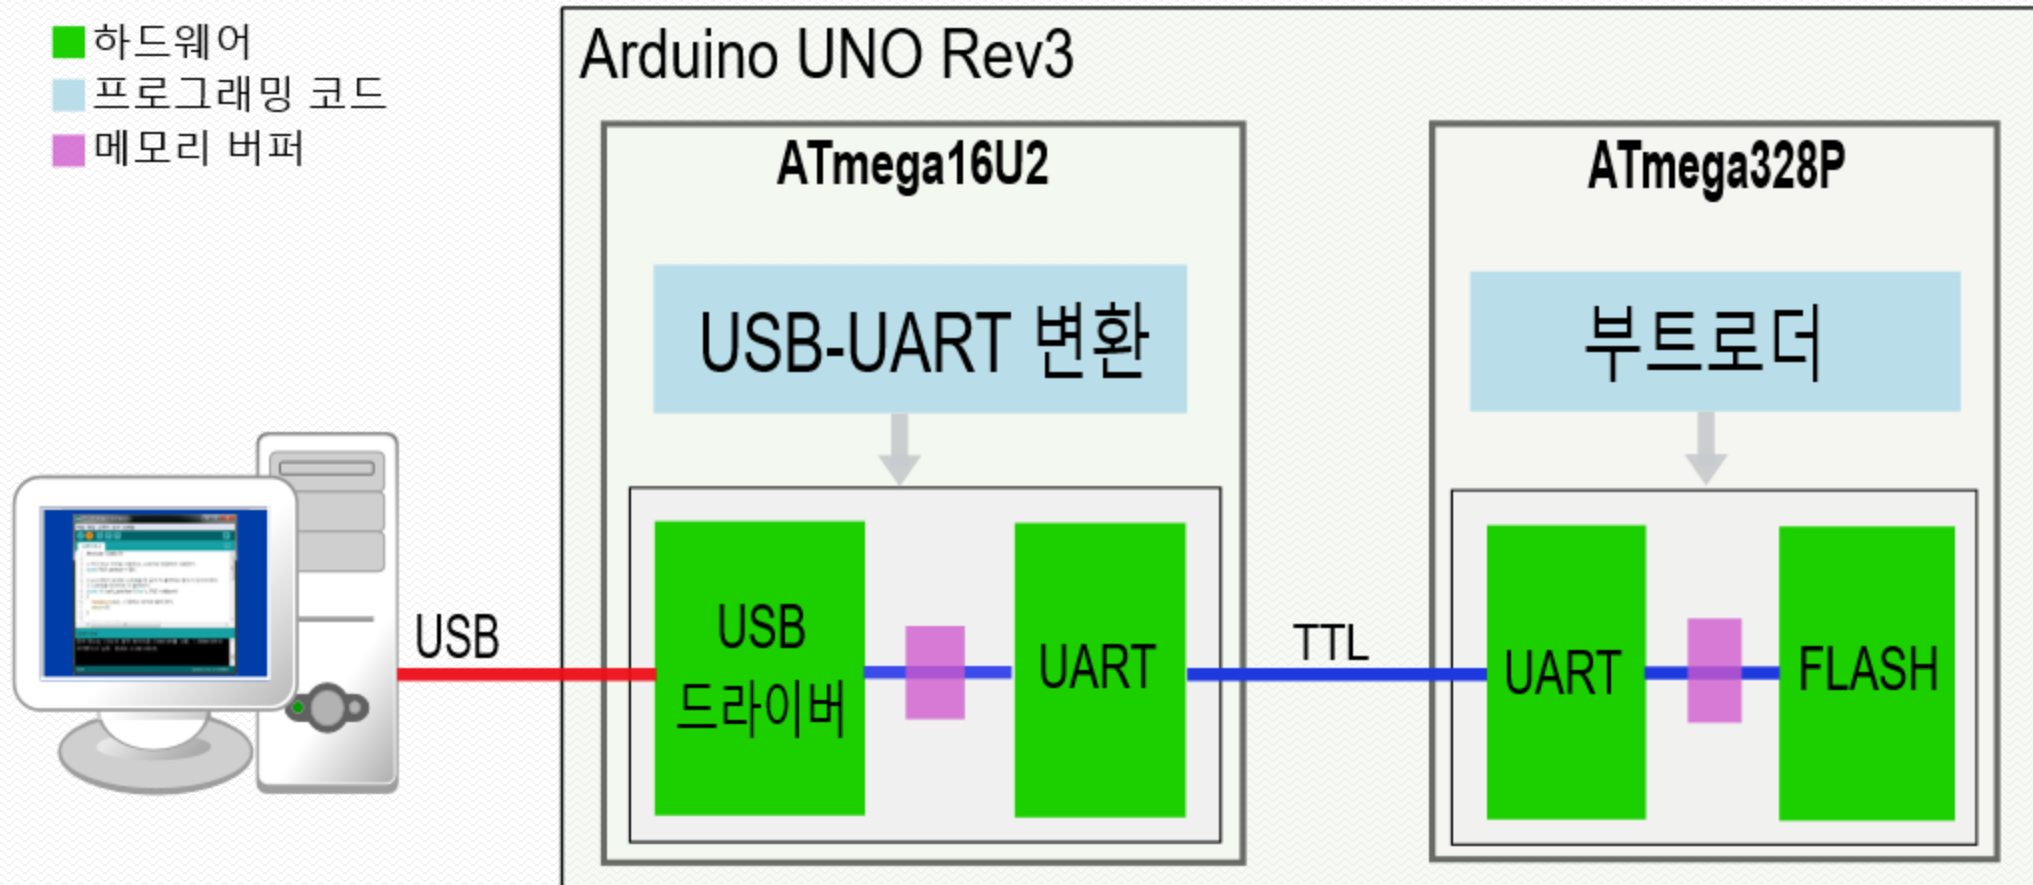 하드웨어
프로그래밍 코드
메모리 버퍼
Arduino UNO Rev3
ATmega16U2
ATmega328P
USB-UART 변환
부트로더
USB
USB
드라이버
UART
TTL
UART
FLASH